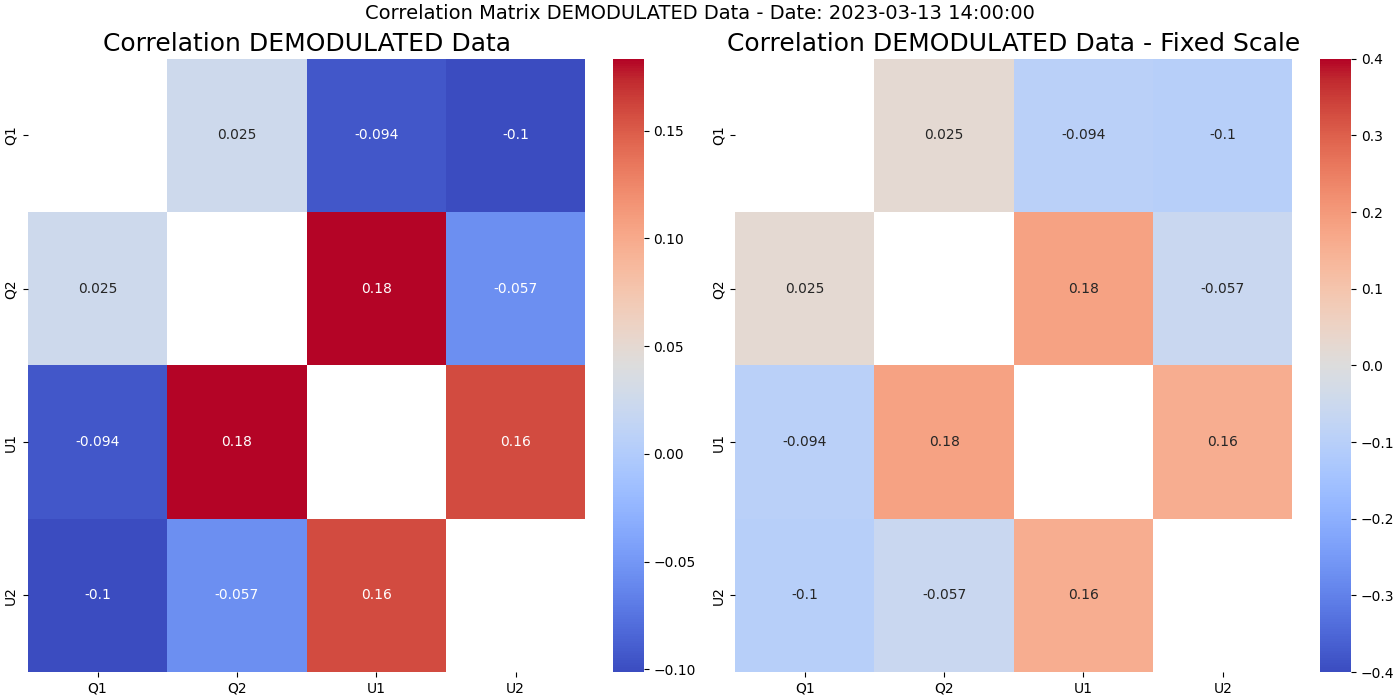 Correlation Matrix DEMODULATED Data - Date: 2023-03-13 14:00:00
Correlation DEMODULATED Data
Q1
0.025 -0.094 -0.1
Q2
0.025 0.18 -0.057
U1
-0.094 0.18 0.16
U2
-0.1 -0.057 0.16
Q1 Q2 U1 U2
0.15
0.10
0.05
0.00
−0.05
−0.10
Correlation DEMODULATED Data - Fixed Scale
Q1
0.025 -0.094 -0.1
Q2
0.025 0.18 -0.057
U1
-0.094 0.18 0.16
U2
-0.1 -0.057 0.16
Q1 Q2 U1 U2
0.4
0.3
0.2
0.1
0.0
−0.1
−0.2
−0.3
−0.4